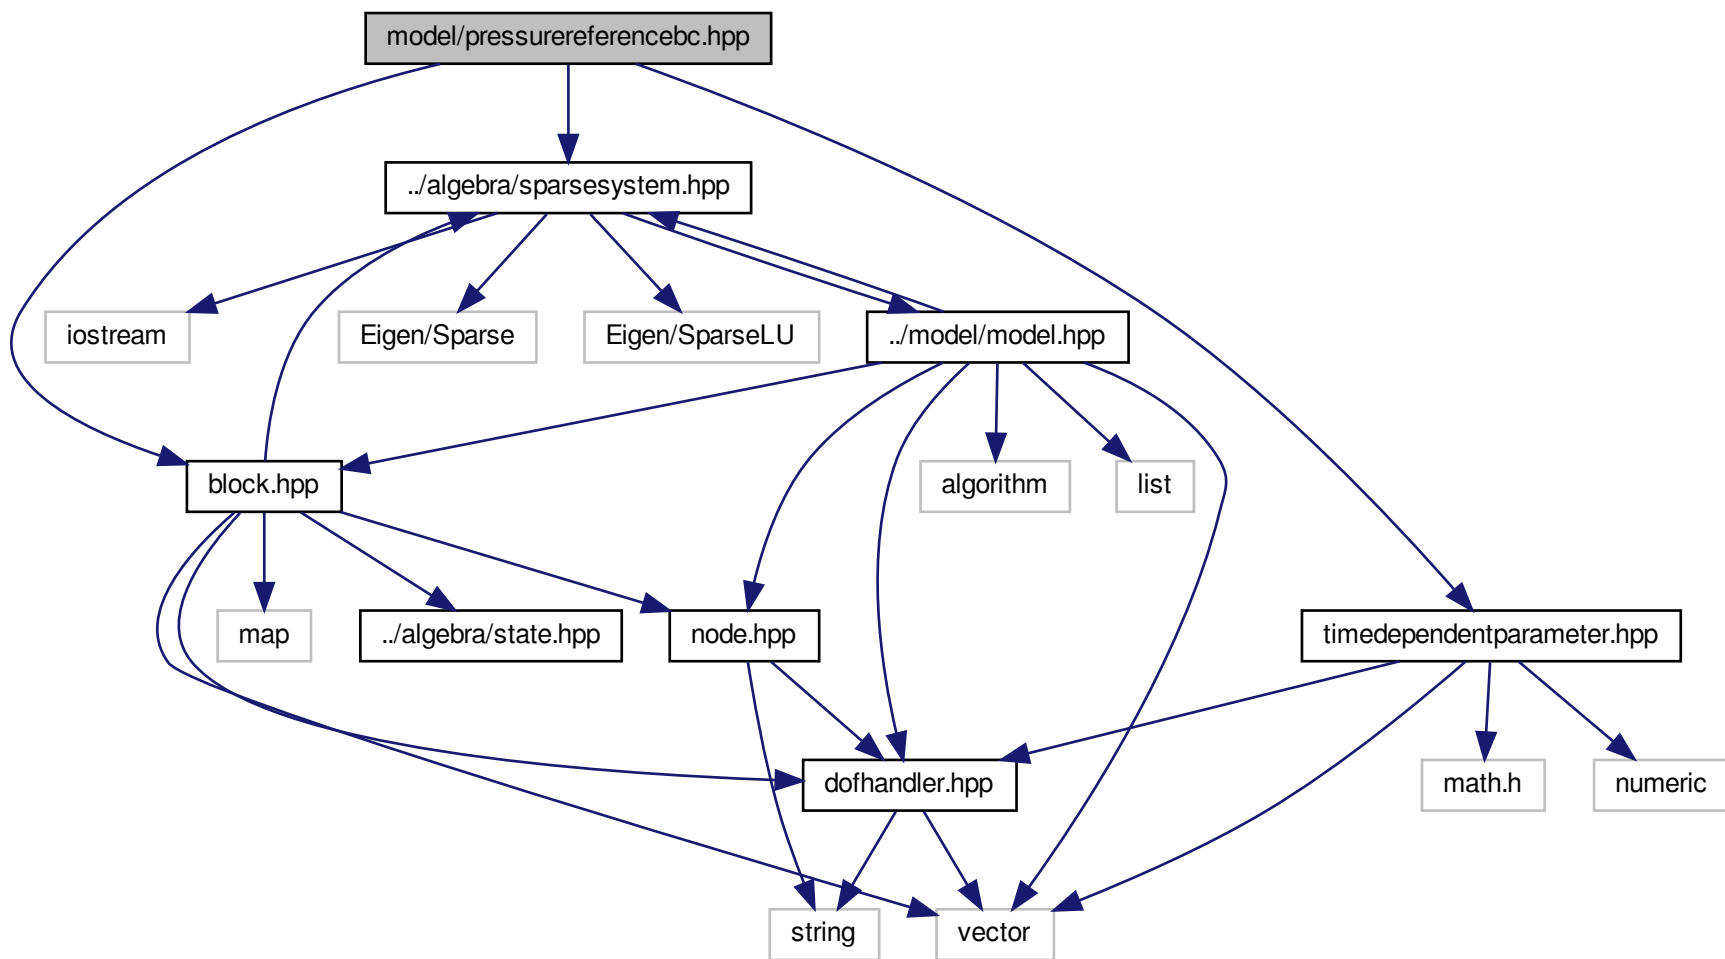 model/pressurereferencebc.hpp
../algebra/sparsesystem.hpp
iostream
Eigen/Sparse
Eigen/SparseLU
../model/model.hpp
block.hpp
algorithm
list
map
../algebra/state.hpp
node.hpp
timedependentparameter.hpp
dofhandler.hpp
math.h
numeric
string
vector